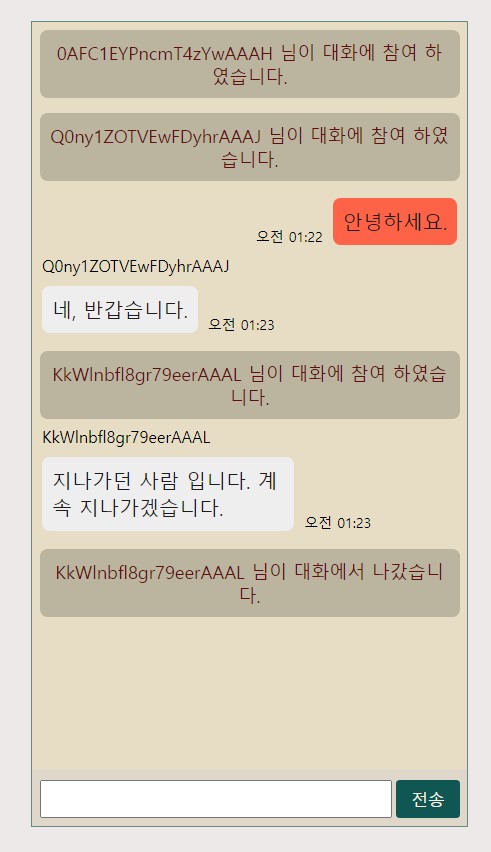 0AFC1EYPncmT4zYwAAAH 님이 대화에 참여 하
였습니다.
Q0ny1ZOTVEwFDyhrAAAJ 님이 대화에 참여 하였
습니다.
오전 01:22 안녕하세요.
Q0ny1ZOTVEwFDyhrAAAJ
네, 반갑습니다. 오전 01:23
KkWlnbfl8gr79eerAAAL 님이 대화에 참여 하였습
니다.
KkWlnbfl8gr79eerAAAL
지나가던 사람 입니다. 계
속 지나가겠습니다. 오전 01:23
KkWlnbfl8gr79eerAAAL 님이 대화에서 나갔습니
다.
전송